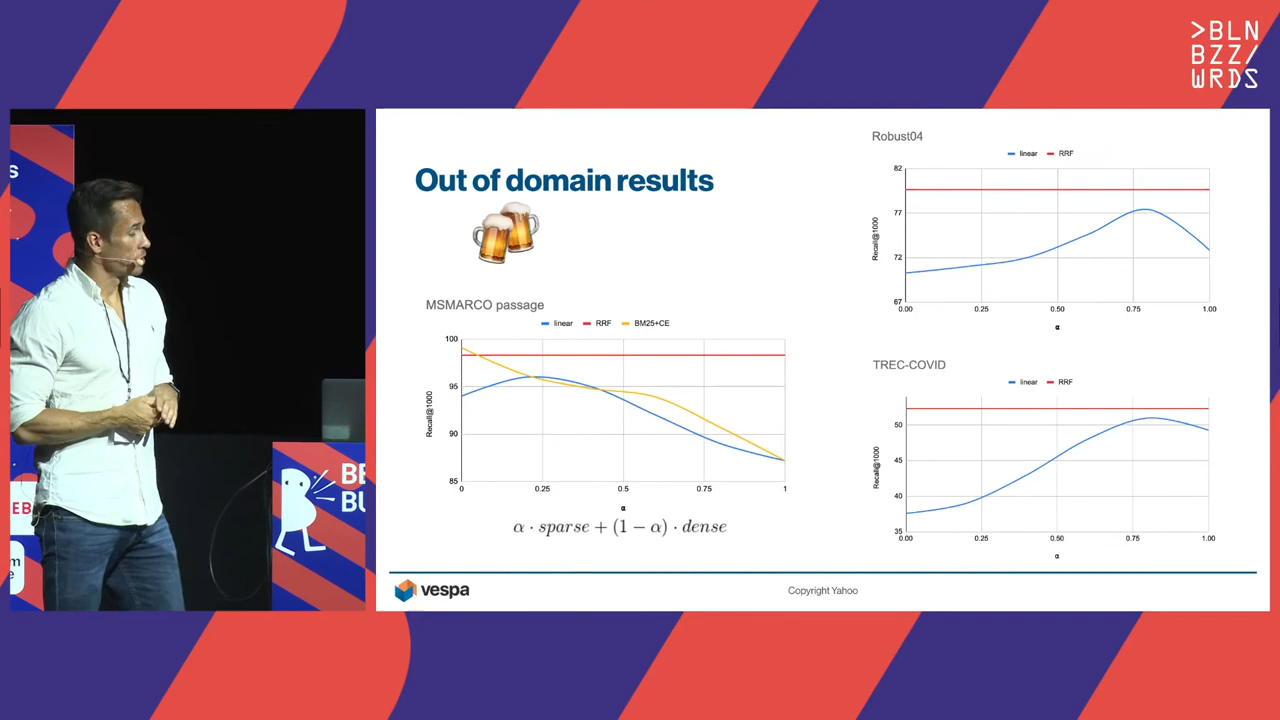 >BLN
BZZ/
WRDS
Out of domain results
MSMARCO passage
linear RRF BM25+CE
Recall@1000
100
95
90
85
0 0.25 0.5 0.75 1
α
α · sparse + (1 − α) · dense
Robust04
linear RRF
Recall@1000
82
77
72
67
0.00 0.25 0.50 0.75 1.00
α
TREC-COVID
linear RRF
Recall@1000
50
45
40
35
0.00 0.25 0.50 0.75 1.00
α
vespa
Copyright Yahoo
S
EB
m
e
BE
BU